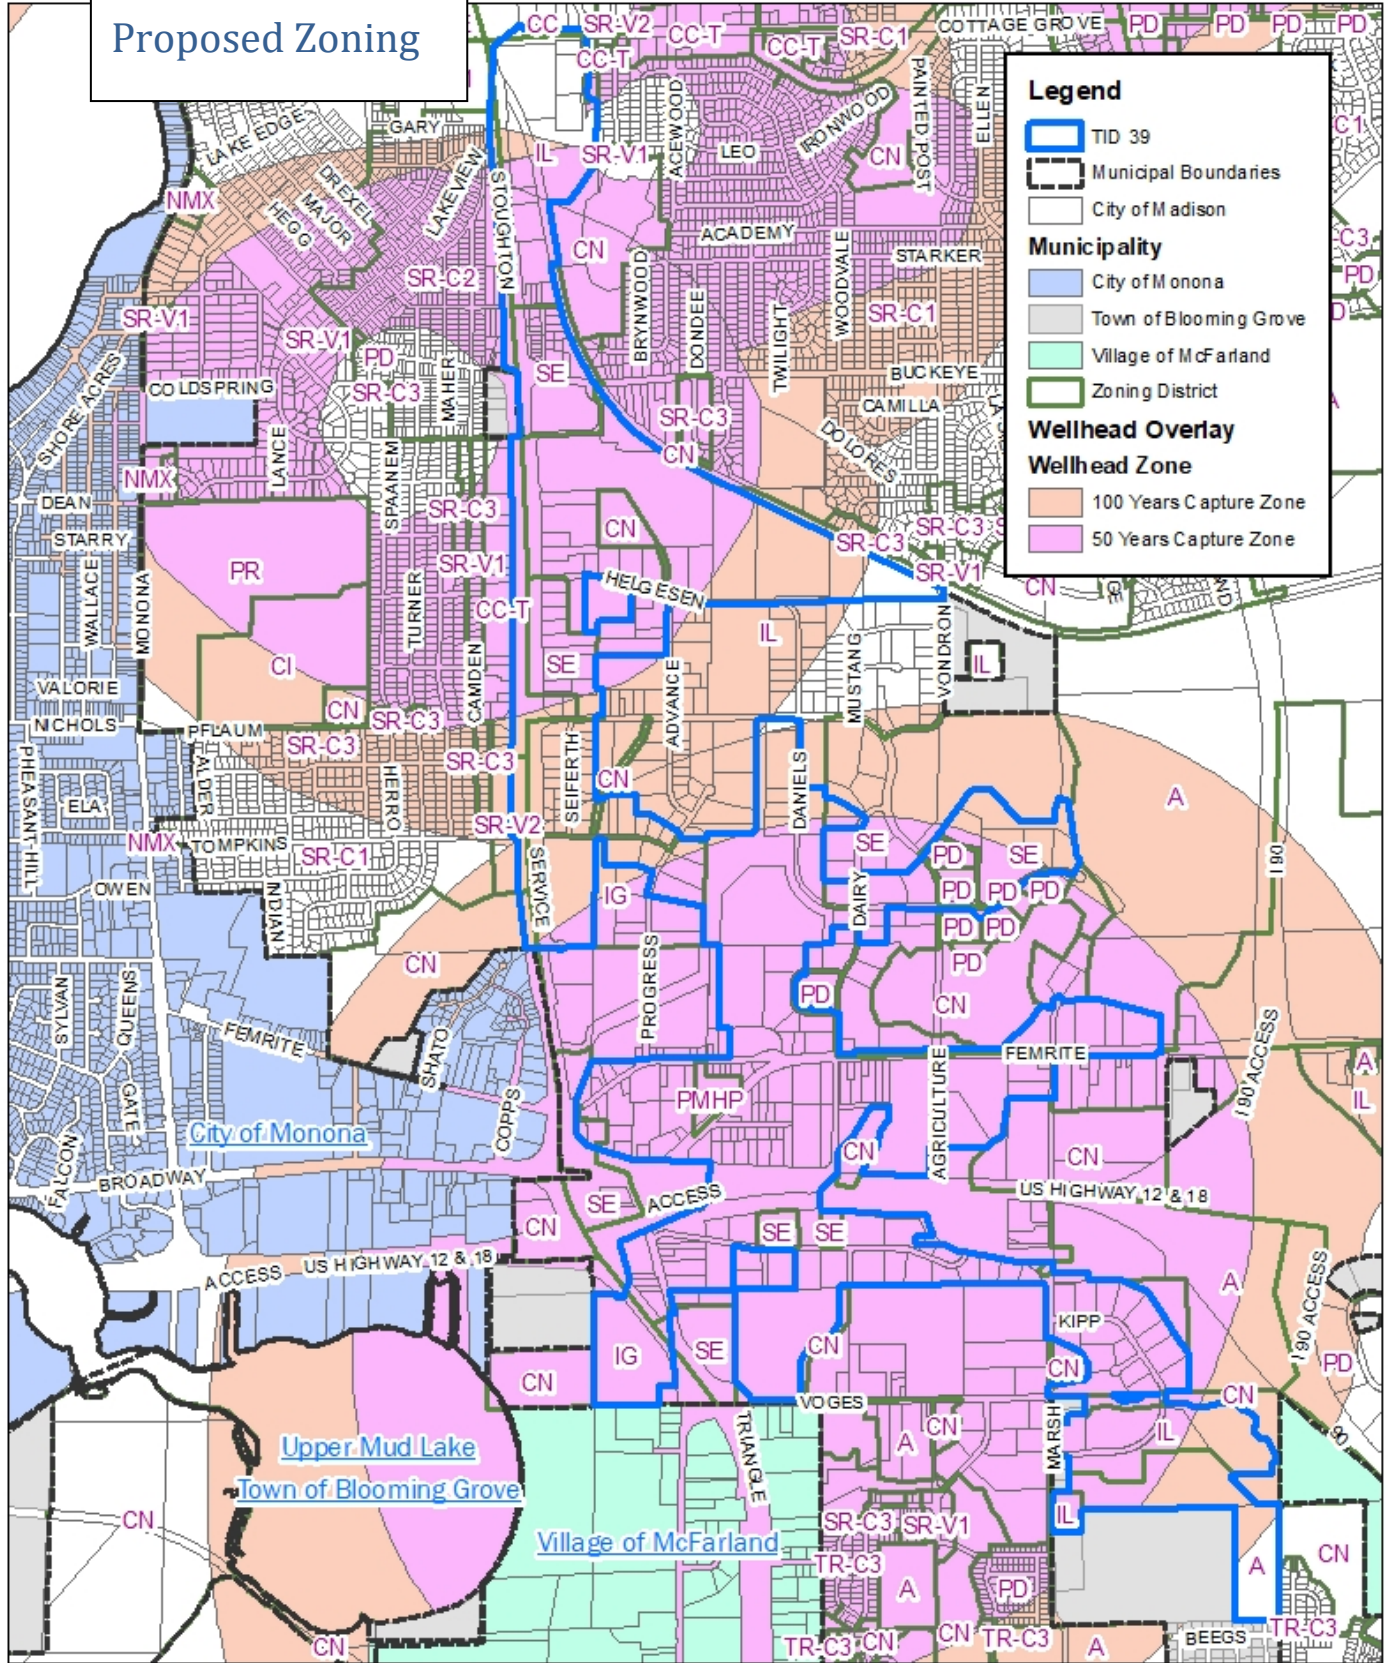 Proposed Zoning
Legend
TID 39
Municipal Boundaries
City of Madison
Municipality
City of Monona
Town of Blooming Grove
Village of McFarland
Zoning District
Wellhead Overlay
Wellhead Zone
100 Years Capture Zone
50 Years Capture Zone
CC
SR-V2
CC-T
CC-T
CC-T
SR-C1
COTTAGE GROVE
PD
PD
PD
PD
LAKE EDGE
GARY
IL
SR-V1
ACEWOOD
LEO
IRONWOOD
PAINTED POST
ELLEN
CN
C1
NMX
DREXEL
MAJOR
HEGG
LAKEVIEW
STOUGHTON
CN
ACADEMY
WOODVALE
STARKER
C3
PD
SR-C2
BRYNWOOD
DONDEE
TWILIGHT
SR-C1
SR-V1
SR-V1
PD
SR-C3
MAHER
SE
BUCKEYE
COLDSPRING
SHORE ACRES
SR-C3
CAMILLA
DOLORES
LANCE
CN
NMX
DEAN
STARRY
SPAANEM
SR-C3
CN
SR-C3
SR-C3
WALLACE
MONONA
PR
TURNER
SR-V1
CC-T
HELGESEN
SR-V1
CN
CI
CAMDEN
SE
ADVANCE
IL
MUSTANG
VONDRON
IL
VALORIE
NICHOLS
CN
SR-C3
PFLAUM
SR-C3
SR-C3
SEIFERTH
CN
DANIELS
PHEASANT HILL
ELA
ALDER
HERRO
A
I 90
NMX
TOMPKINS
SR-C1
SR-V2
SERVICE
SE
PD
SE
OWEN
INDIAN
IG
DAIRY
PD
PD
PD
PD
PD
CN
PD
SYLVAN
QUEENS
PROGRESS
PD
CN
FEMRITE
SHATO
AGRICULTURE
FEMRITE
I 90 ACCESS
A
IL
GATE
COPPS
PMHP
City of Monona
CN
CN
FALCON
BROADWAY
ACCESS
US HIGHWAY 12 & 18
SE
CN
SE
SE
ACCESS
US HIGHWAY 12 & 18
A
I 90 ACCESS
KIPP
IG
SE
CN
CN
PD
CN
VOGES
CN
TRIANGLE
A
CN
MARSH
IL
90
Upper Mud Lake
Town of Blooming Grove
CN
Village of McFarland
SR-C3
SR-V1
IL
CN
TR-C3
A
PD
A
CN
TR-C3
CN
CN
TR-C3
A
BEEGS
TR-C3